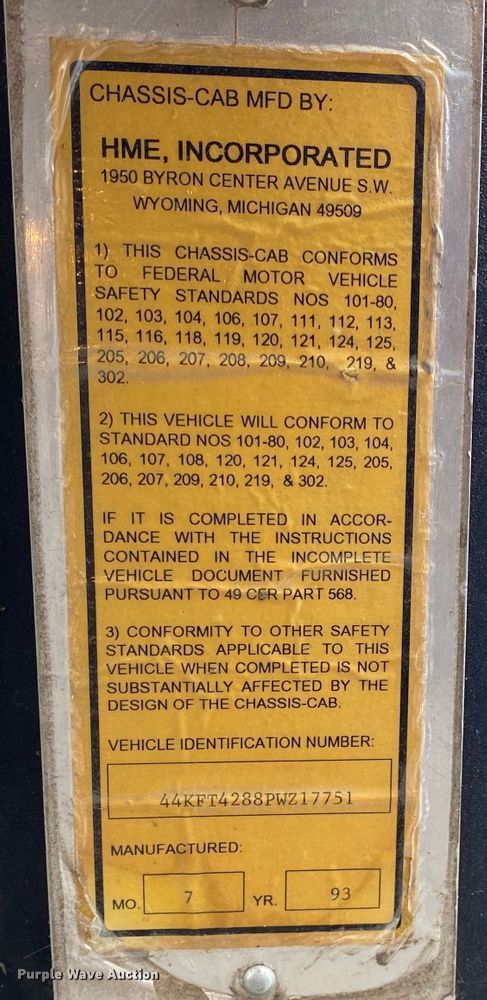 CHASSIS-CAB MFD BY:
HME, INCORPORATED
1950 BYRON CENTER AVENUE S.W.
WYOMING, MICHIGAN 49509
1) THIS CHASSIS-CAB CONFORMS
TO FEDERAL MOTOR VEHICLE
SAFETY STANDARDS NOS 101-80,
102, 103, 104, 106, 107, 111, 112, 113,
115, 116, 118, 119, 120, 121, 124, 125,
205, 206, 207, 208, 209, 210, 219, &
302.
2) THIS VEHICLE WILL CONFORM TO
STANDARD NOS 101-80, 102, 103, 104,
106, 107, 108, 120, 121, 124, 125, 205,
206, 207, 209, 210, 219, & 302.
IF IT IS COMPLETED IN ACCOR-
DANCE WITH THE INSTRUCTIONS
CONTAINED IN THE INCOMPLETE
VEHICLE DOCUMENT FURNISHED
PURSUANT TO 49 CFR PART 568.
3) CONFORMITY TO OTHER SAFETY
STANDARDS APPLICABLE TO THIS
VEHICLE WHEN COMPLETED IS NOT
SUBSTANTIALLY AFFECTED BY THE
DESIGN OF THE CHASSIS-CAB.
VEHICLE IDENTIFICATION NUMBER:
44KFT4288PWZ17751
MANUFACTURED:
MO. 7 YR. 93
Purple Wave Auction